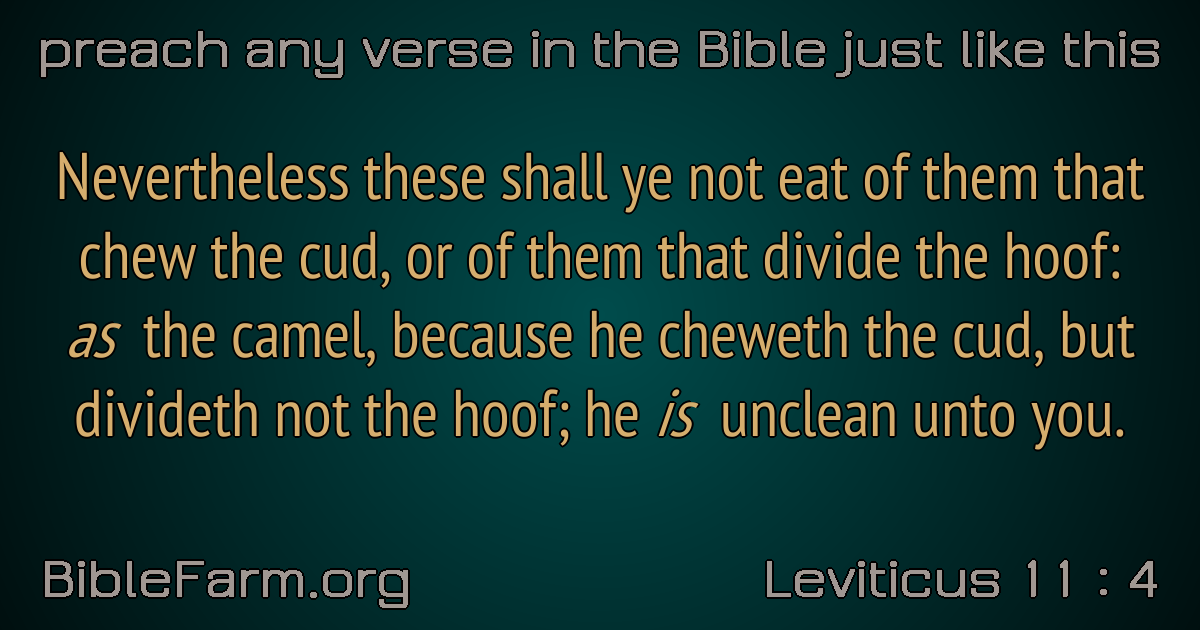 preach any verse in the Bible just like this
Nevertheless these shall ye not eat of them that
chew the cud, or of them that divide the hoof:
as the camel, because he cheweth the cud, but
divideth not the hoof; he is unclean unto you.
BibleFarm.org
Leviticus 11 : 4